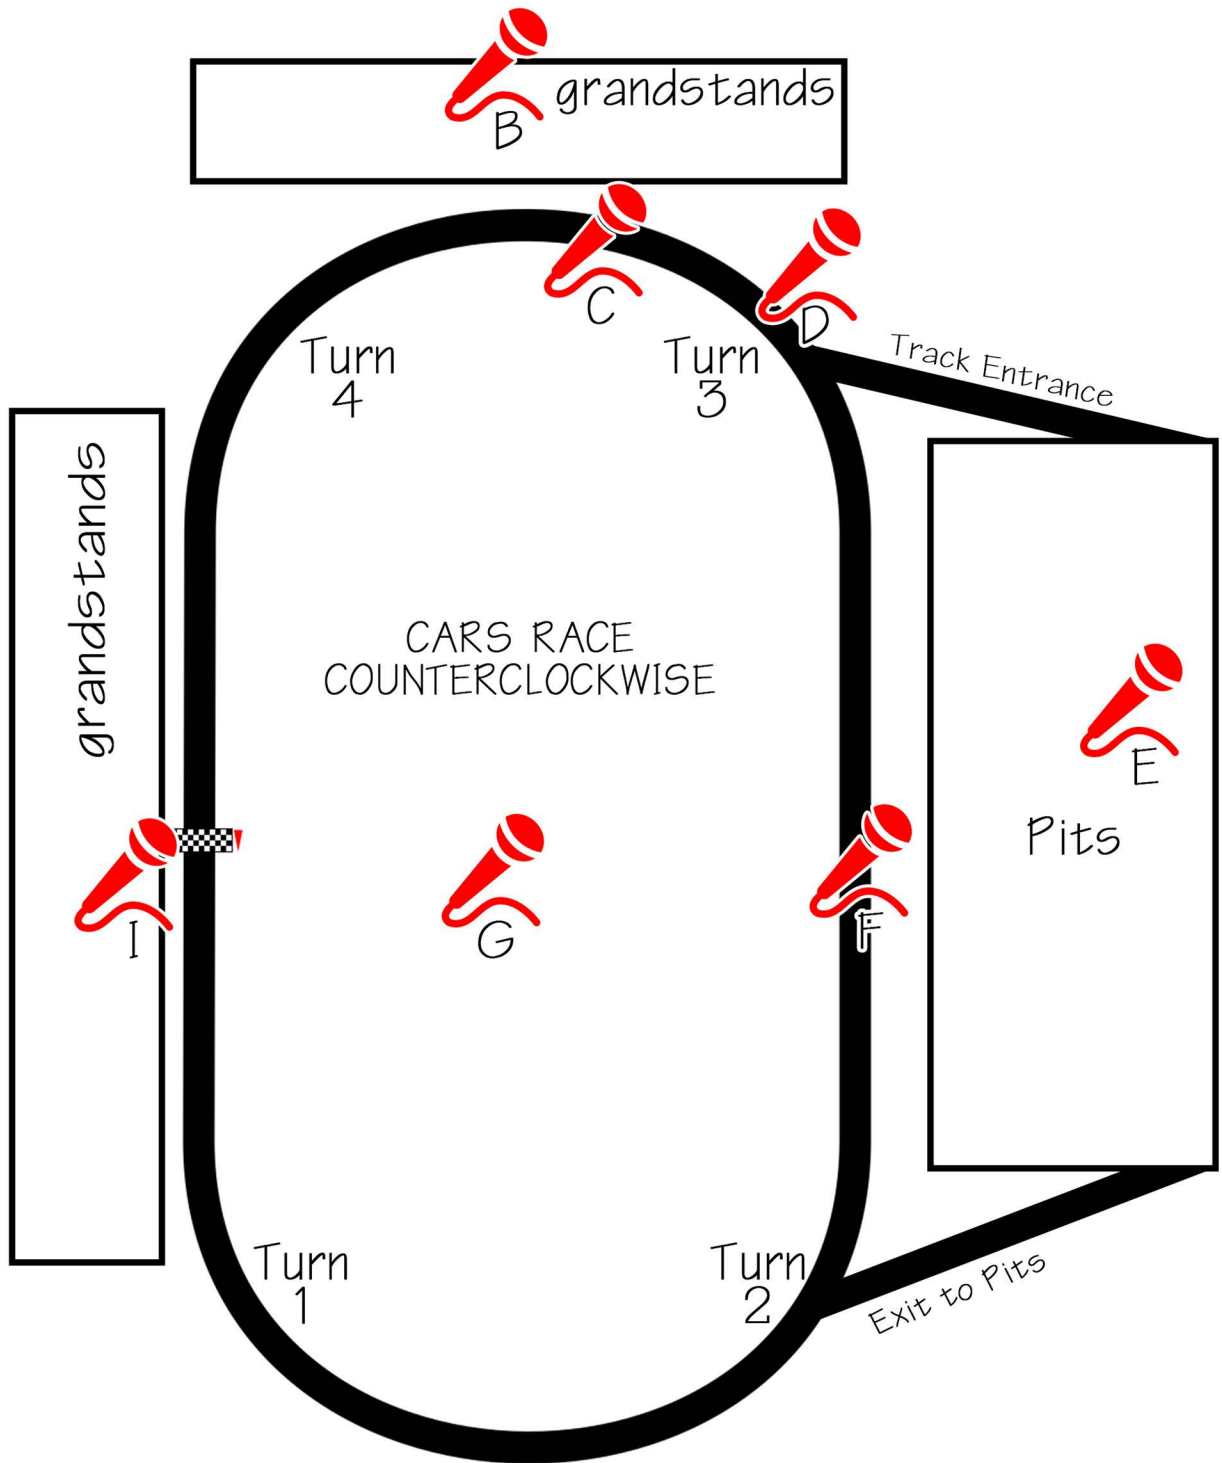 grandstands
B
C
D
Track Entrance
Turn
4
Turn
3
grandstands
CARS RACE
COUNTERCLOCKWISE
E
Pits
I
G
F
Turn
1
Turn
2
Exit to Pits